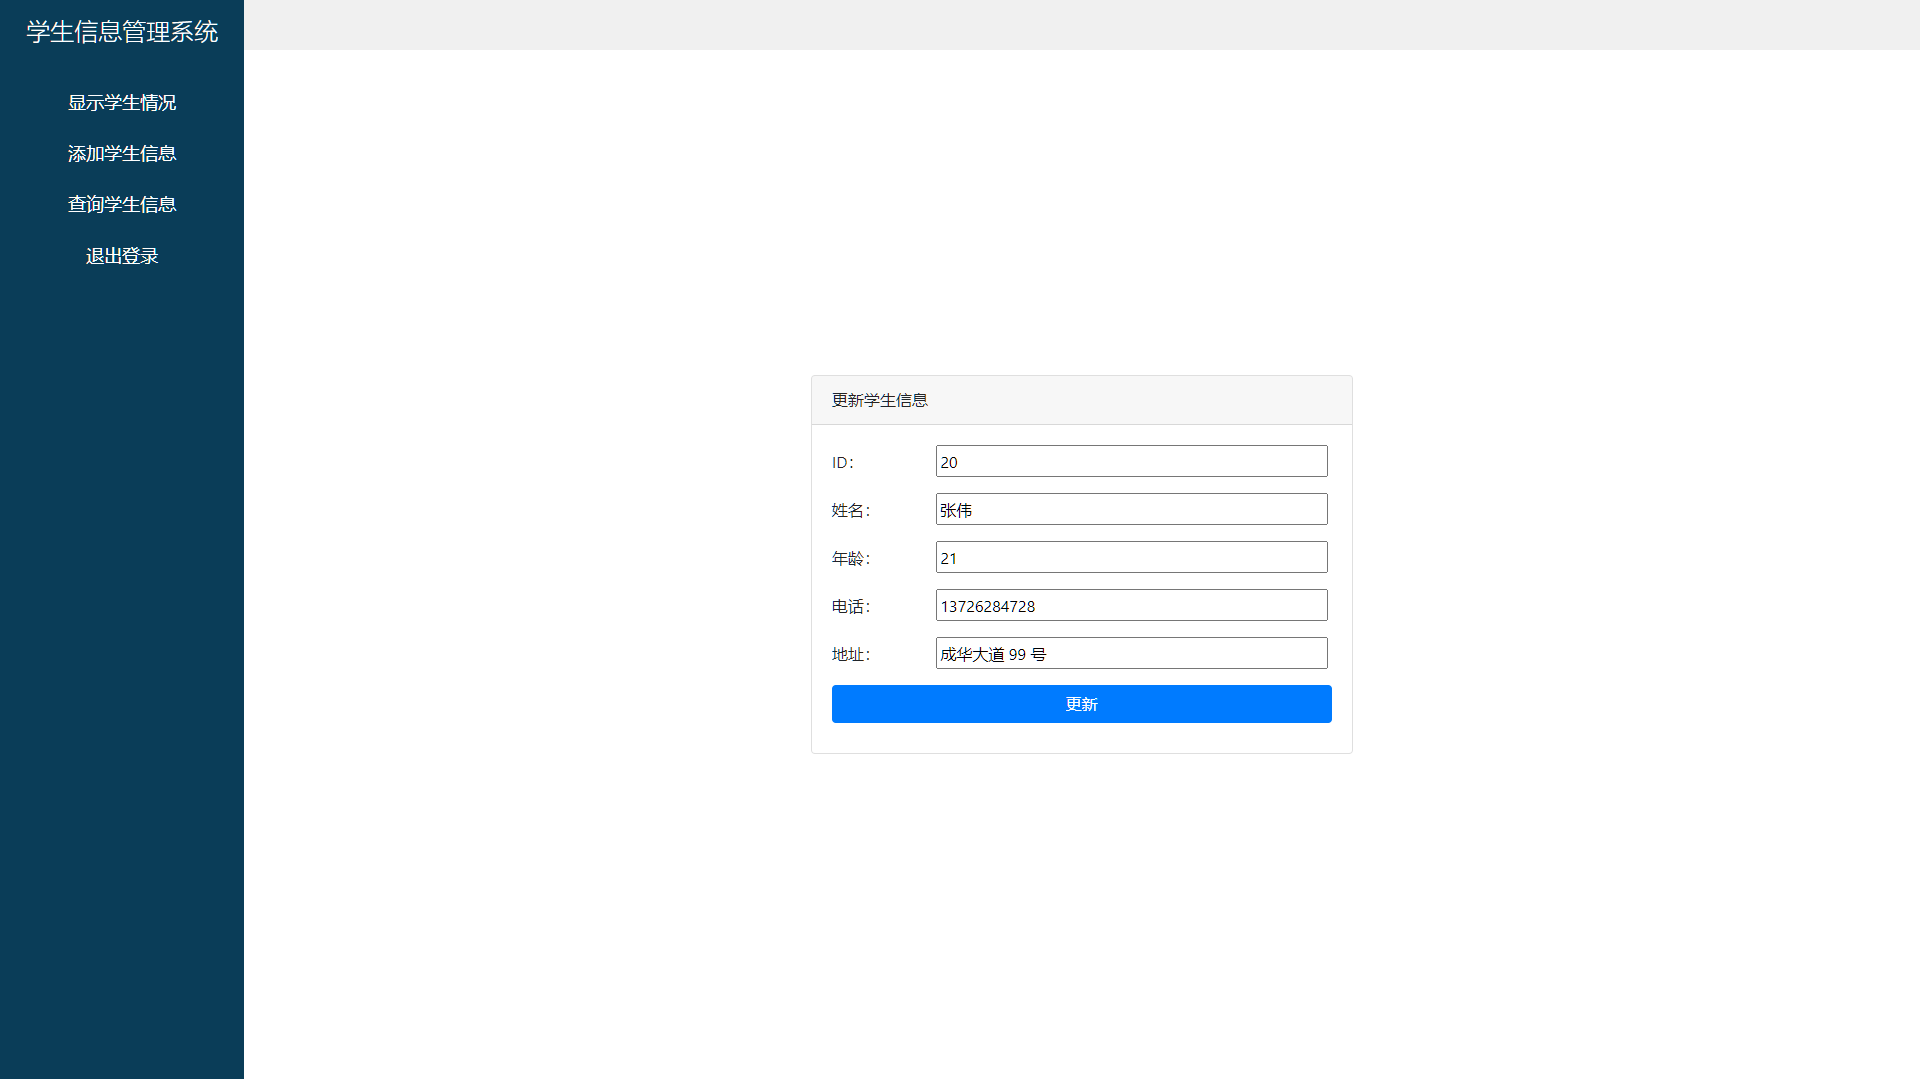 学生信息管理系统
显示学生情况
添加学生信息
查询学生信息
退出登录
更新学生信息
ID： 20
姓名： 张伟
年龄： 21
电话： 13726284728
地址： 成华大道 99 号
更新